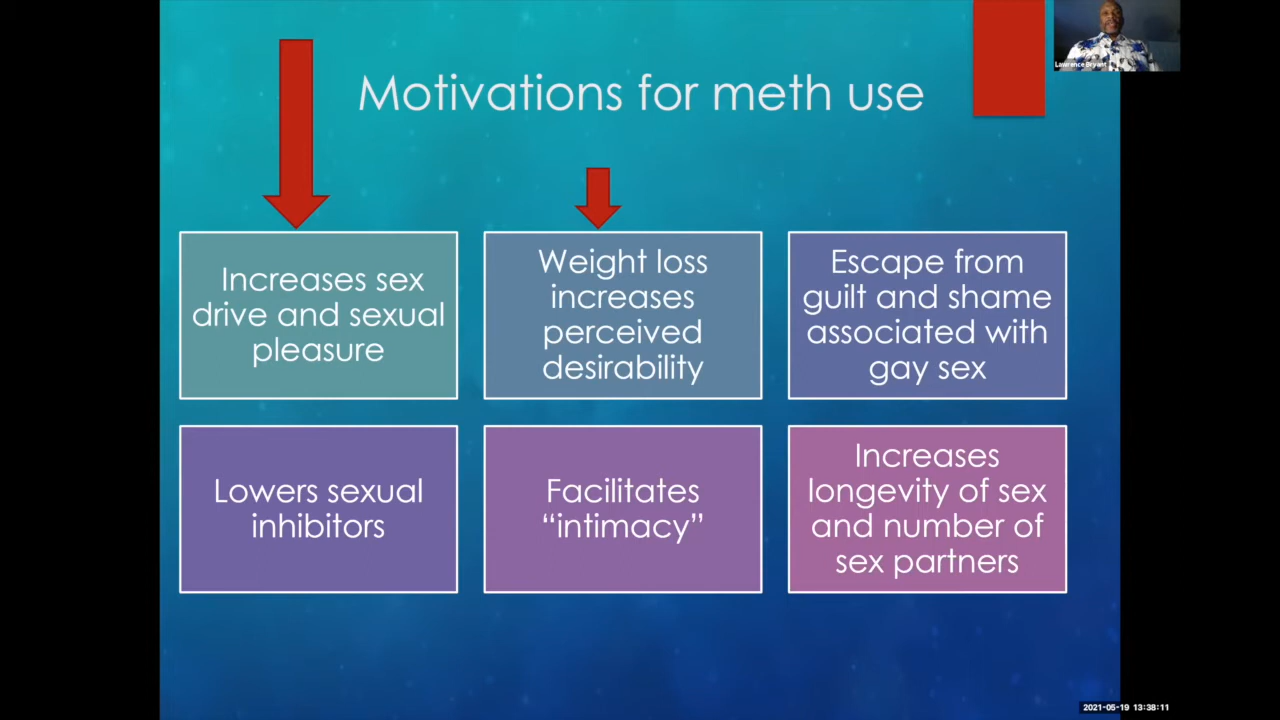 Lawrence Bryant
Motivations for meth use
Increases sex
drive and sexual
pleasure
Weight loss
increases
perceived
desirability
Escape from
guilt and shame
associated with
gay sex
Lowers sexual
inhibitors
Facilitates
“intimacy”
Increases
longevity of sex
and number of
sex partners
2021-05-19 13:38:11